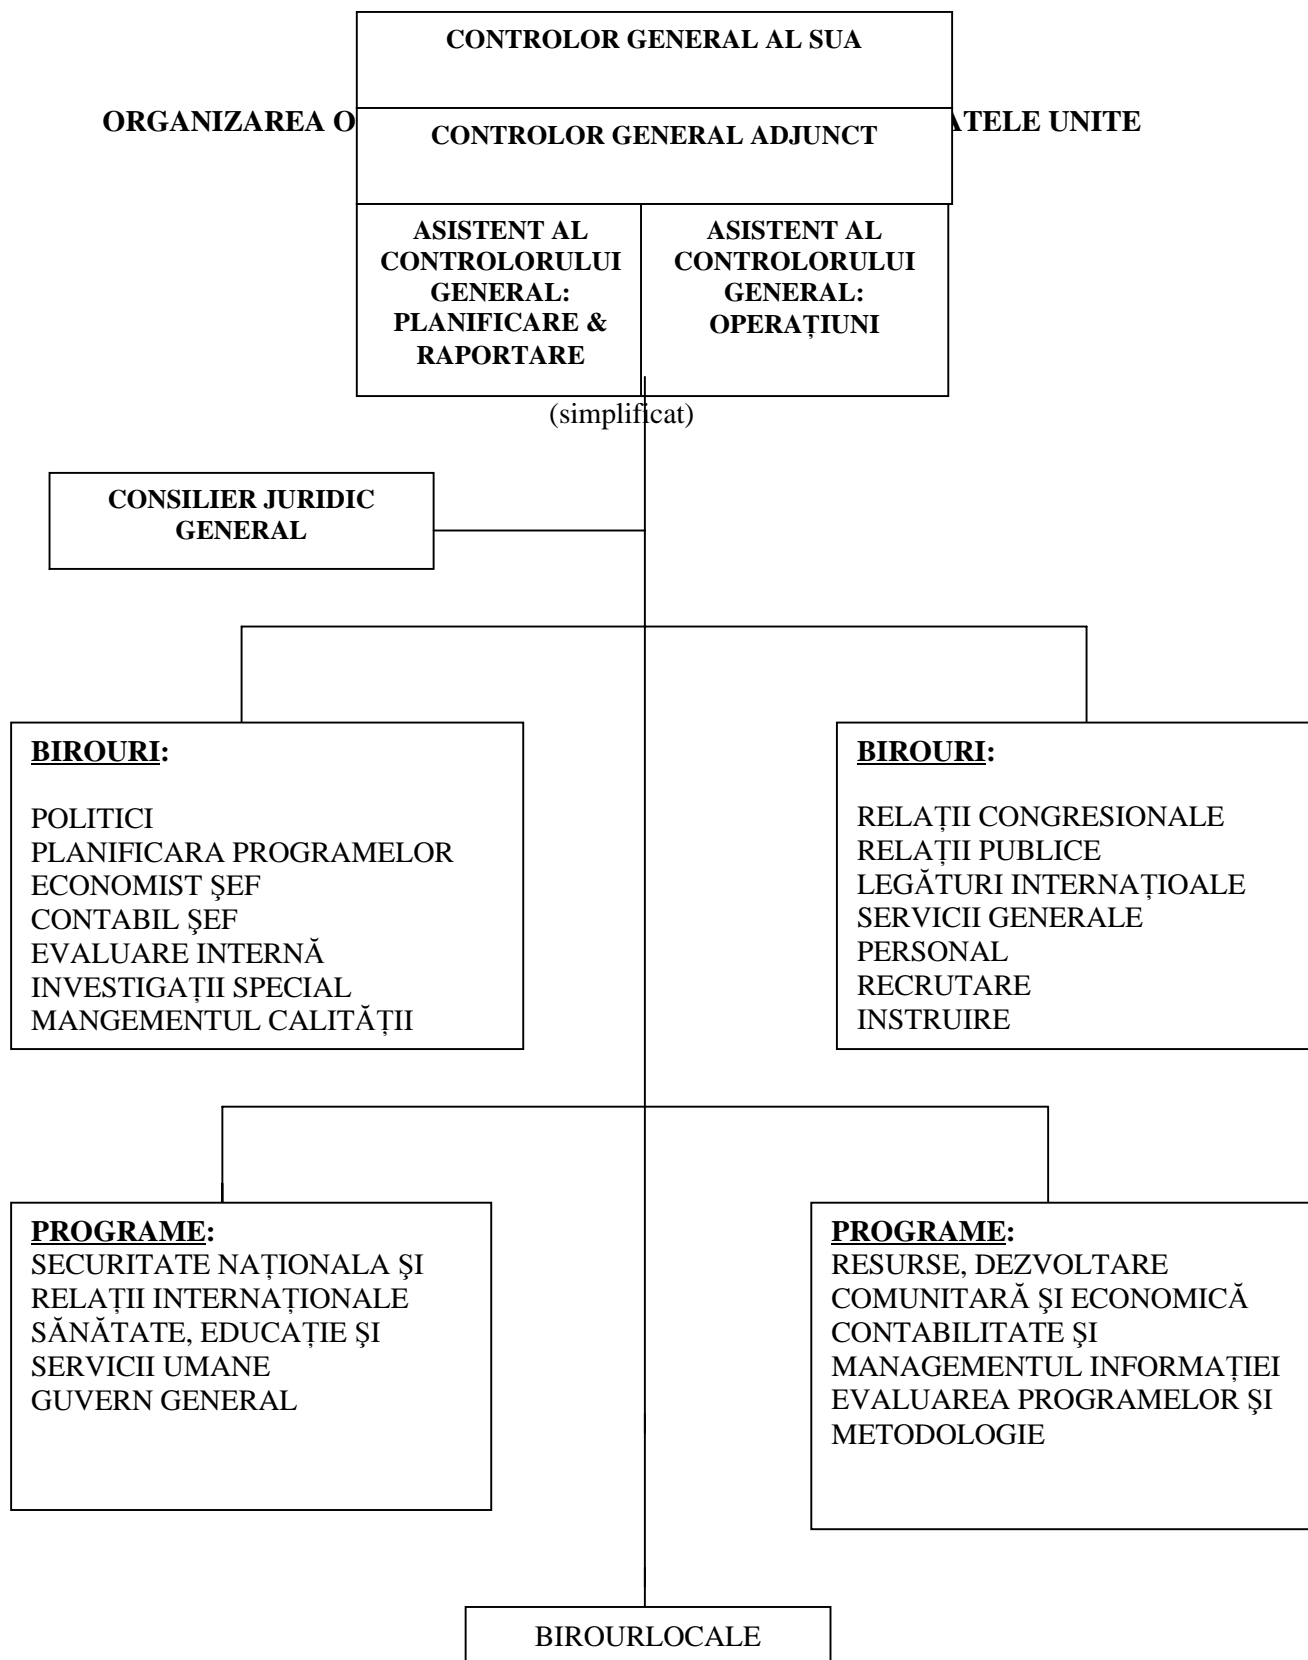 CONTROLOR GENERAL AL SUA
ORGANIZAREA O
TELE UNITE
CONTROLOR GENERAL ADJUNCT
ASISTENT AL
CONTROLORULUI
GENERAL:
PLANIFICARE &
RAPORTARE
ASISTENT AL
CONTROLORULUI
GENERAL:
OPERAȚIUNI
(simplificat)
CONSILIER JURIDIC
GENERAL
BIROURI:
POLITICI
PLANIFICARA PROGRAMELOR
ECONOMIST ŞEF
CONTABIL ŞEF
EVALUARE INTERNĂ
INVESTIGAȚII SPECIAL
MANGEMENTUL CALITĂȚII
BIROURI:
RELAȚII CONGRESIONALE
RELAȚII PUBLICE
LEGĂTURI INTERNAȚIOALE
SERVICII GENERALE
PERSONAL
RECRUTARE
INSTRUIRE
PROGRAME:
SECURITATE NAȚIONALA ŞI
RELAȚII INTERNAȚIONALE
SĂNĂTATE, EDUCAȚIE ŞI
SERVICII UMANE
GUVERN GENERAL
PROGRAME:
RESURSE, DEZVOLTARE
COMUNITARĂ ŞI ECONOMICĂ
CONTABILITATE ŞI
MANAGEMENTUL INFORMAȚIEI
EVALUAREA PROGRAMELOR ŞI
METODOLOGIE
BIROURLOCALE